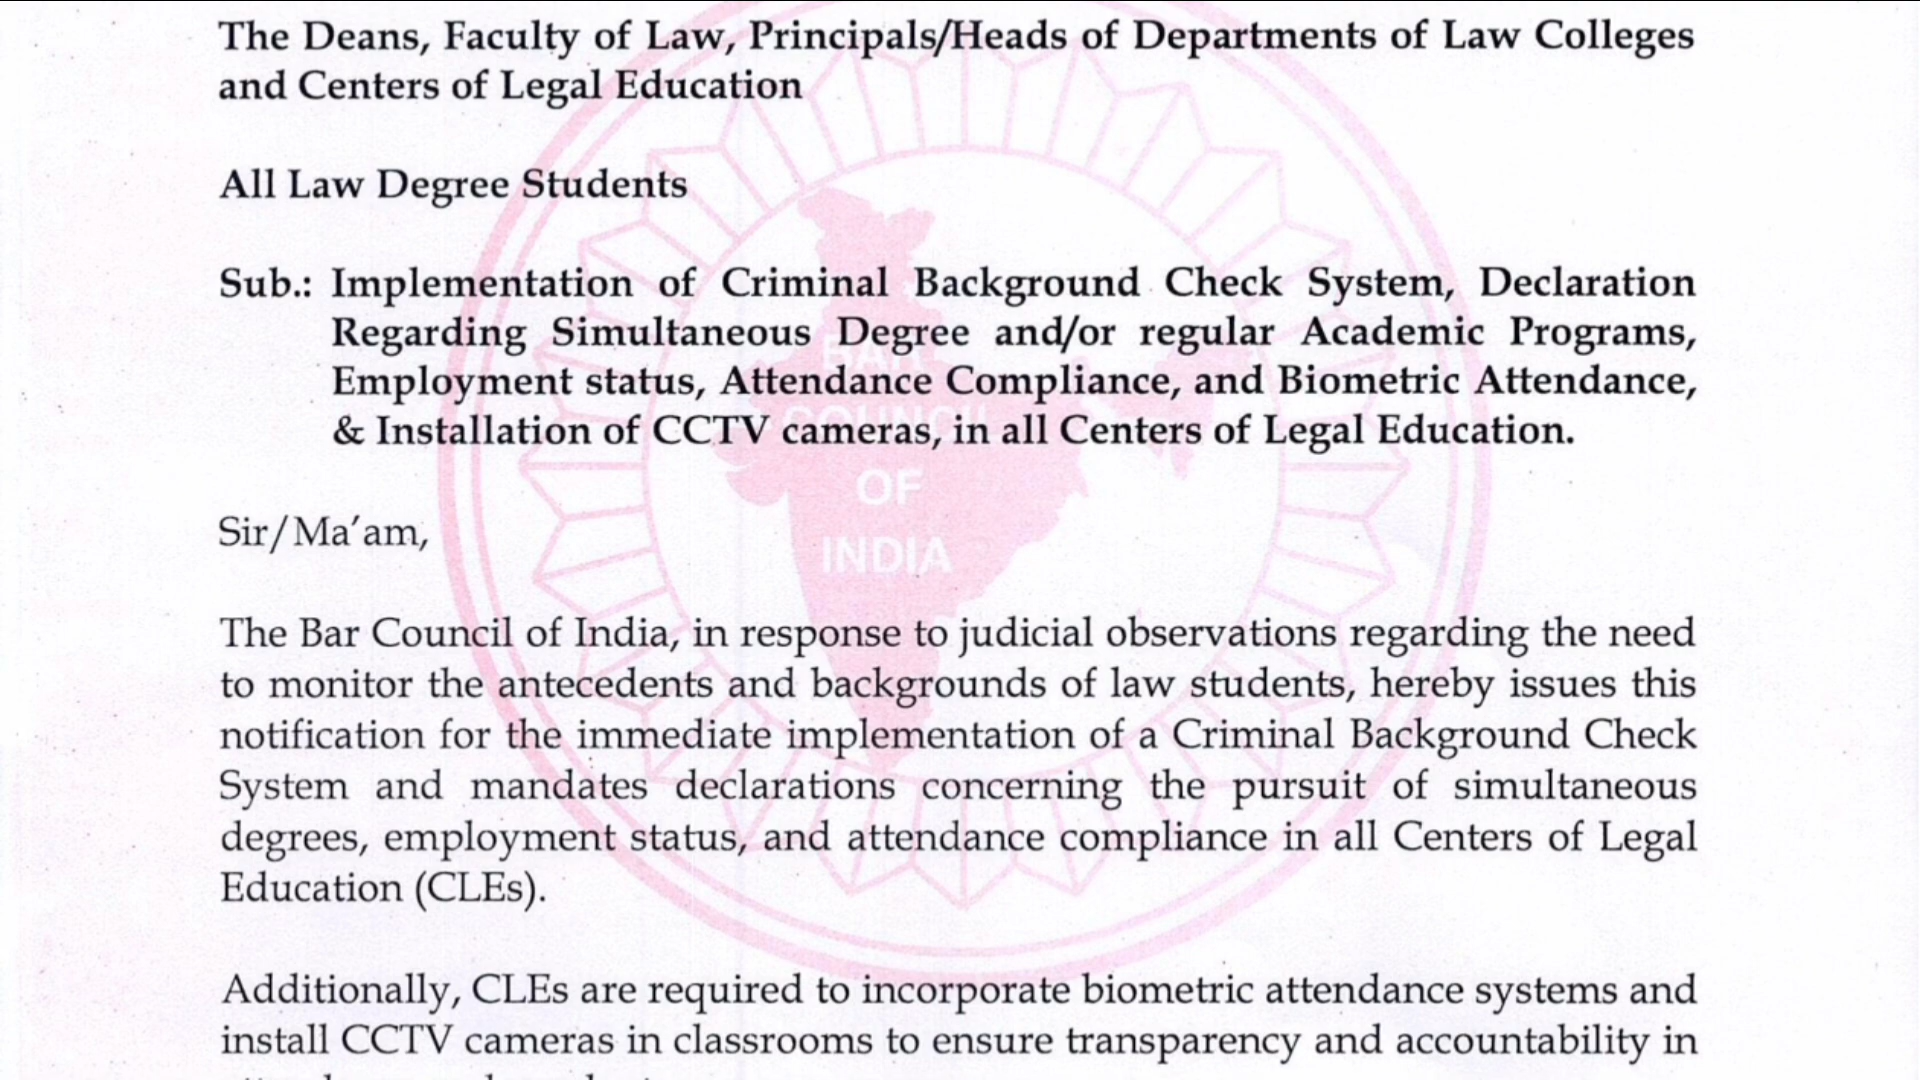 The Deans, Faculty of Law, Principals/Heads of Departments of Law Colleges
and Centers of Legal Education
All Law Degree Students
Sub.: Implementation of Criminal Background Check System, Declaration
Regarding Simultaneous Degree and/or regular Academic Programs,
Employment status, Attendance Compliance, and Biometric Attendance,
& Installation of CCTV cameras, in all Centers of Legal Education.
BAR
COUNCIL
OF
INDIA
Sir/Ma'am,
The Bar Council of India, in response to judicial observations regarding the need
to monitor the antecedents and backgrounds of law students, hereby issues this
notification for the immediate implementation of a Criminal Background Check
System and mandates declarations concerning the pursuit of simultaneous
degrees, employment status, and attendance compliance in all Centers of Legal
Education (CLEs).
Additionally, CLEs are required to incorporate biometric attendance systems and
install CCTV cameras in classrooms to ensure transparency and accountability in